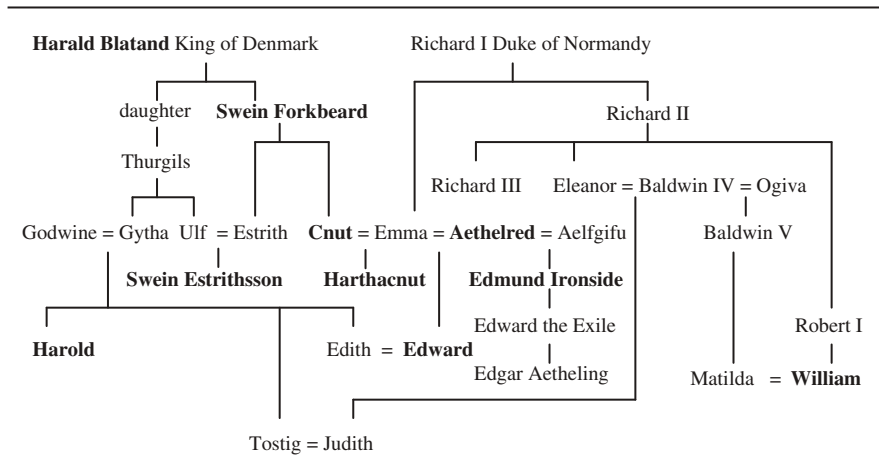 Harald Blatand King of Denmark Richard I Duke of Normandy
daughter Swein Forkbeard Richard II
Thurgils
Richard III Eleanor = Baldwin IV = Ogiva
Godwine = Gytha Ulf = Estrith Cnut = Emma = Aethelred = Aelfgifu Baldwin V
Swein Estrithsson Harthacnut Edmund Ironside
Edward the Exile Robert I
Harold Edith = Edward
Edgar Aetheling Matilda = William
Tostig = Judith